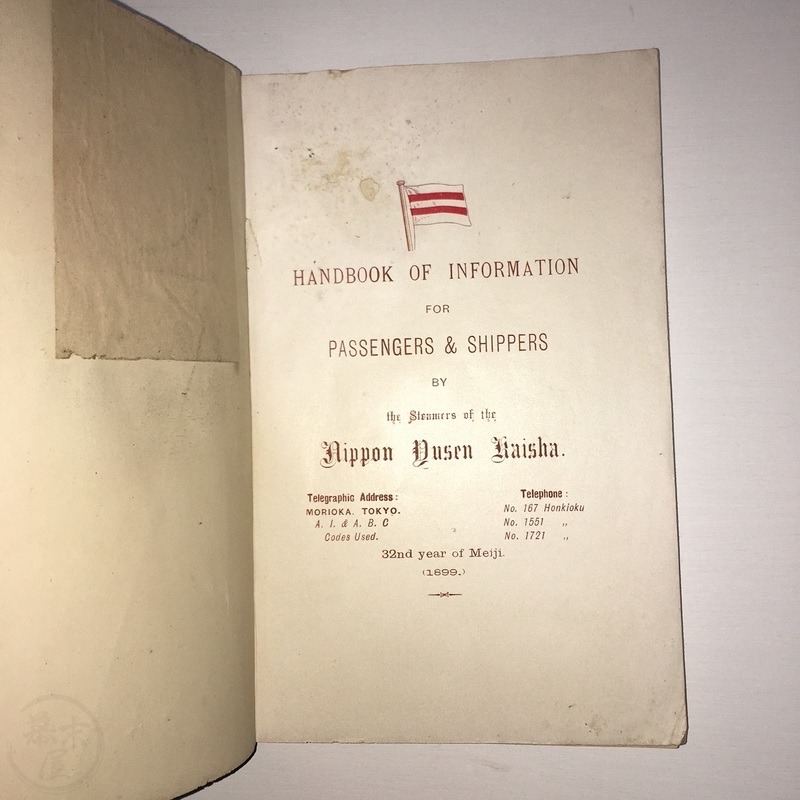 HANDBOOK OF INFORMATION
FOR
PASSENGERS & SHIPPERS
BY
the Steamers of the
Nippon Yusen Kaisha.
Telegraphic Address:
MORIOKA. TOKYO.
A. I. & A. B. C
Codes Used.
Telephone:
No. 167 Honkioku
No. 1551 „
No. 1721 „
32nd year of Meiji.
(1899.)